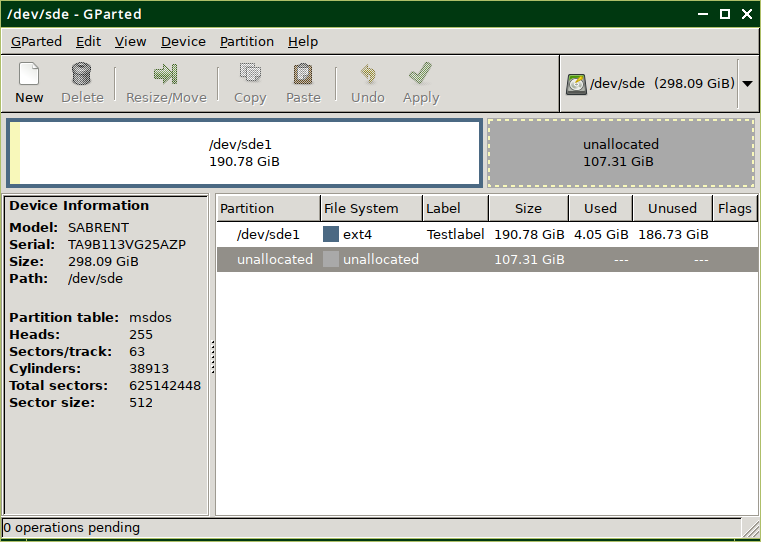 /dev/sde - GParted
GParted Edit View Device Partition Help
New Delete Resize/Move Copy Paste Undo Apply /dev/sde (298.09 GiB)
/dev/sde1
190.78 GiB
unallocated
107.31 GiB
Device Information
Model: SABRENT
Serial: TA9B113VG25AZP
Size: 298.09 GiB
Path: /dev/sde
Partition table: msdos
Heads: 255
Sectors/track: 63
Cylinders: 38913
Total sectors: 625142448
Sector size: 512
Partition File System Label Size Used Unused Flags
/dev/sde1 ext4 Testlabel 190.78 GiB 4.05 GiB 186.73 GiB
unallocated unallocated 107.31 GiB --- ---
0 operations pending